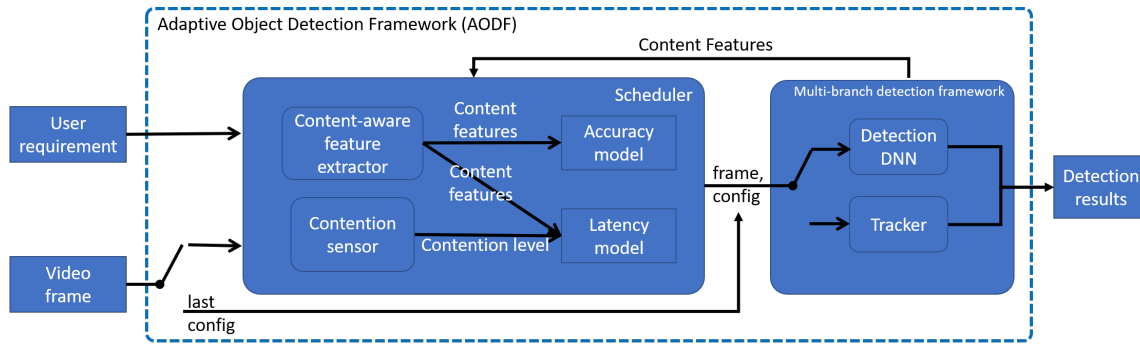 Adaptive Object Detection Framework (AODF)
Content Features
User
requirement
Scheduler
Content-aware
feature
extractor
Content
features
Accuracy
model
Content
features
Contention
sensor
Contention level
Latency
model
Video
frame
last
config
frame,
config
Multi-branch detection framework
Detection
DNN
Tracker
Detection
results